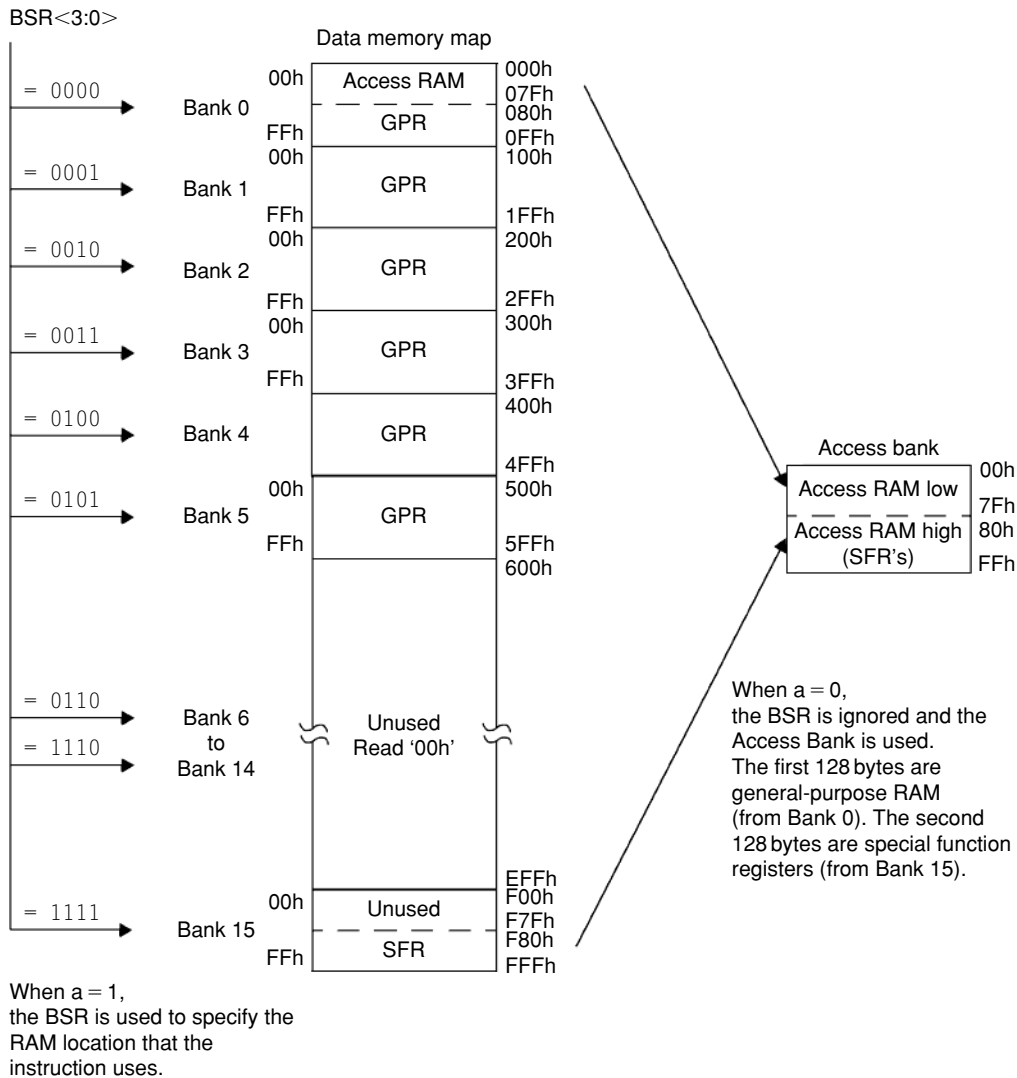 BSR<3:0>
Data memory map
00h
Access RAM
000h
= 0000
07Fh
Bank 0
080h
FFh
GPR
0FFh
00h
100h
= 0001
Bank 1
GPR
FFh
1FFh
00h
200h
= 0010
Bank 2
GPR
FFh
2FFh
00h
300h
= 0011
Bank 3
GPR
FFh
3FFh
400h
= 0100
Bank 4
GPR
4FFh
00h
500h
= 0101
Bank 5
GPR
FFh
5FFh
600h
Access bank
00h
Access RAM low
7Fh
Access RAM high
80h
(SFR's)
FFh
= 0110
Bank 6
to
= 1110
Bank 14
Unused
Read ‘00h’
When a = 0,
the BSR is ignored and the
Access Bank is used.
The first 128 bytes are
general-purpose RAM
(from Bank 0). The second
128 bytes are special function
registers (from Bank 15).
EFFh
00h
F00h
= 1111
Unused
Bank 15
F7Fh
F80h
FFh
SFR
FFFh
When a = 1,
the BSR is used to specify the
RAM location that the
instruction uses.